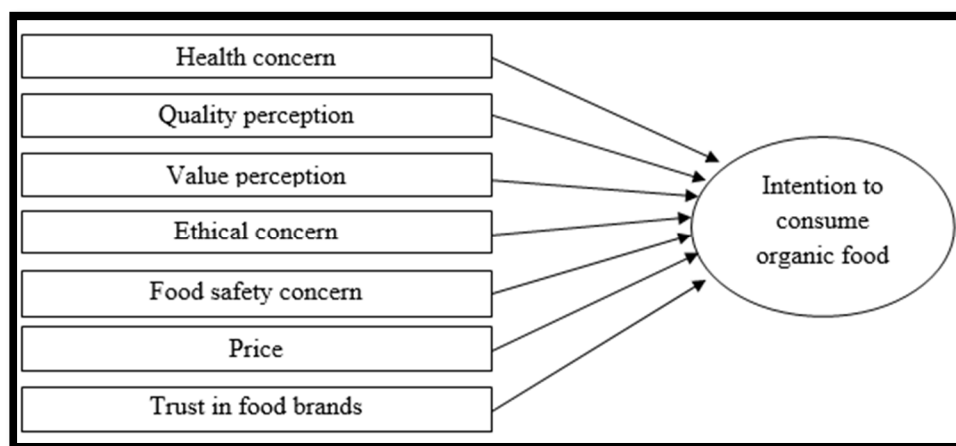 Health concern
Quality perception
Value perception
Ethical concern
Food safety concern
Price
Trust in food brands
Intention to
consume
organic food